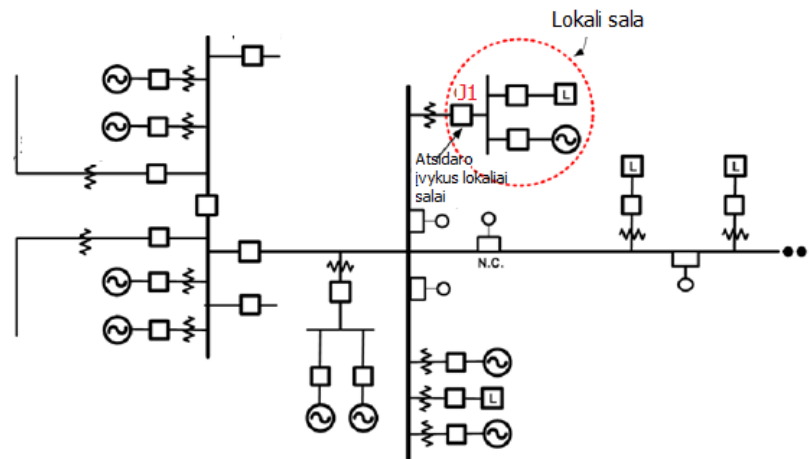 Lokali sala
J1
L
Atsidaro
įvykus lokaliai
salai
L
L
N.C.
L